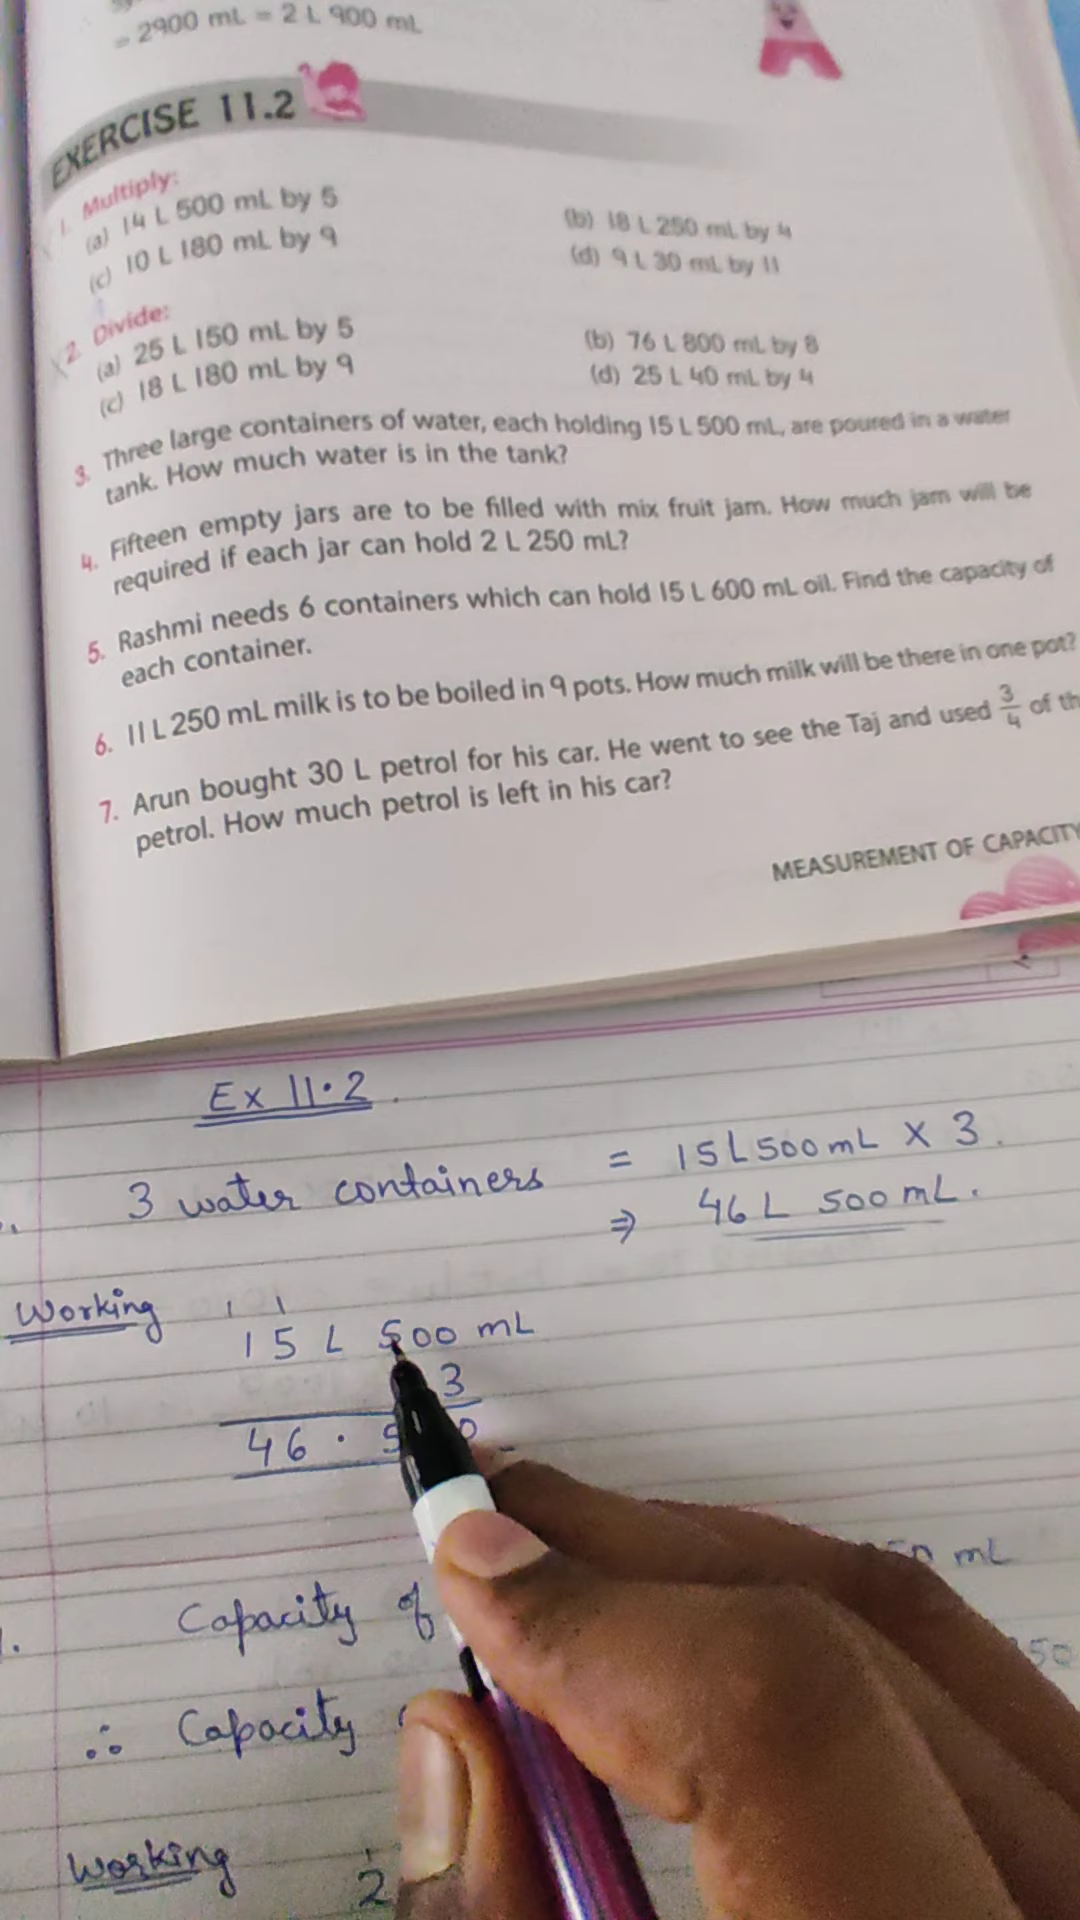 = 2900 mL = 2 L 900 mL
EXERCISE 11.2
1. Multiply:
(a) 14 L 500 mL by 5
(b) 18 L 250 mL by 4
(c) 10 L 180 mL by 9
(d) 9 L 30 mL by 11
2. Divide:
(a) 25 L 150 mL by 5
(b) 76 L 800 mL by 8
(c) 18 L 180 mL by 9
(d) 25 L 40 mL by 4
3. Three large containers of water, each holding 15 L 500 mL, are poured in a water
tank. How much water is in the tank?
4. Fifteen empty jars are to be filled with mix fruit jam. How much jam will be
required if each jar can hold 2 L 250 mL?
5. Rashmi needs 6 containers which can hold 15 L 600 mL oil. Find the capacity of
each container.
6. 11 L 250 mL milk is to be boiled in 9 pots. How much milk will be there in one pot?
7. Arun bought 30 L petrol for his car. He went to see the Taj and used 3/4 of th
petrol. How much petrol is left in his car?
MEASUREMENT OF CAPACITY
Ex 11.2
3 water containers = 15L500mL X 3.
⇒ 46 L 500 mL.
Working 1 1
15 L 500 mL
3
46 . 5 0
Capacity of mL
∴ Capacity
Working 1
2